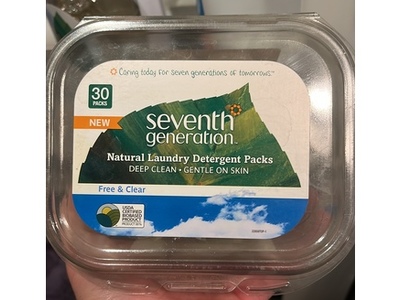 Caring today for seven generations of tomorrows™
30
PACKS
NEW
seventh
generation
Natural Laundry Detergent Packs
DEEP CLEAN • GENTLE ON SKIN
Free & Clear
USDA
CERTIFIED
BIOBASED
PRODUCT